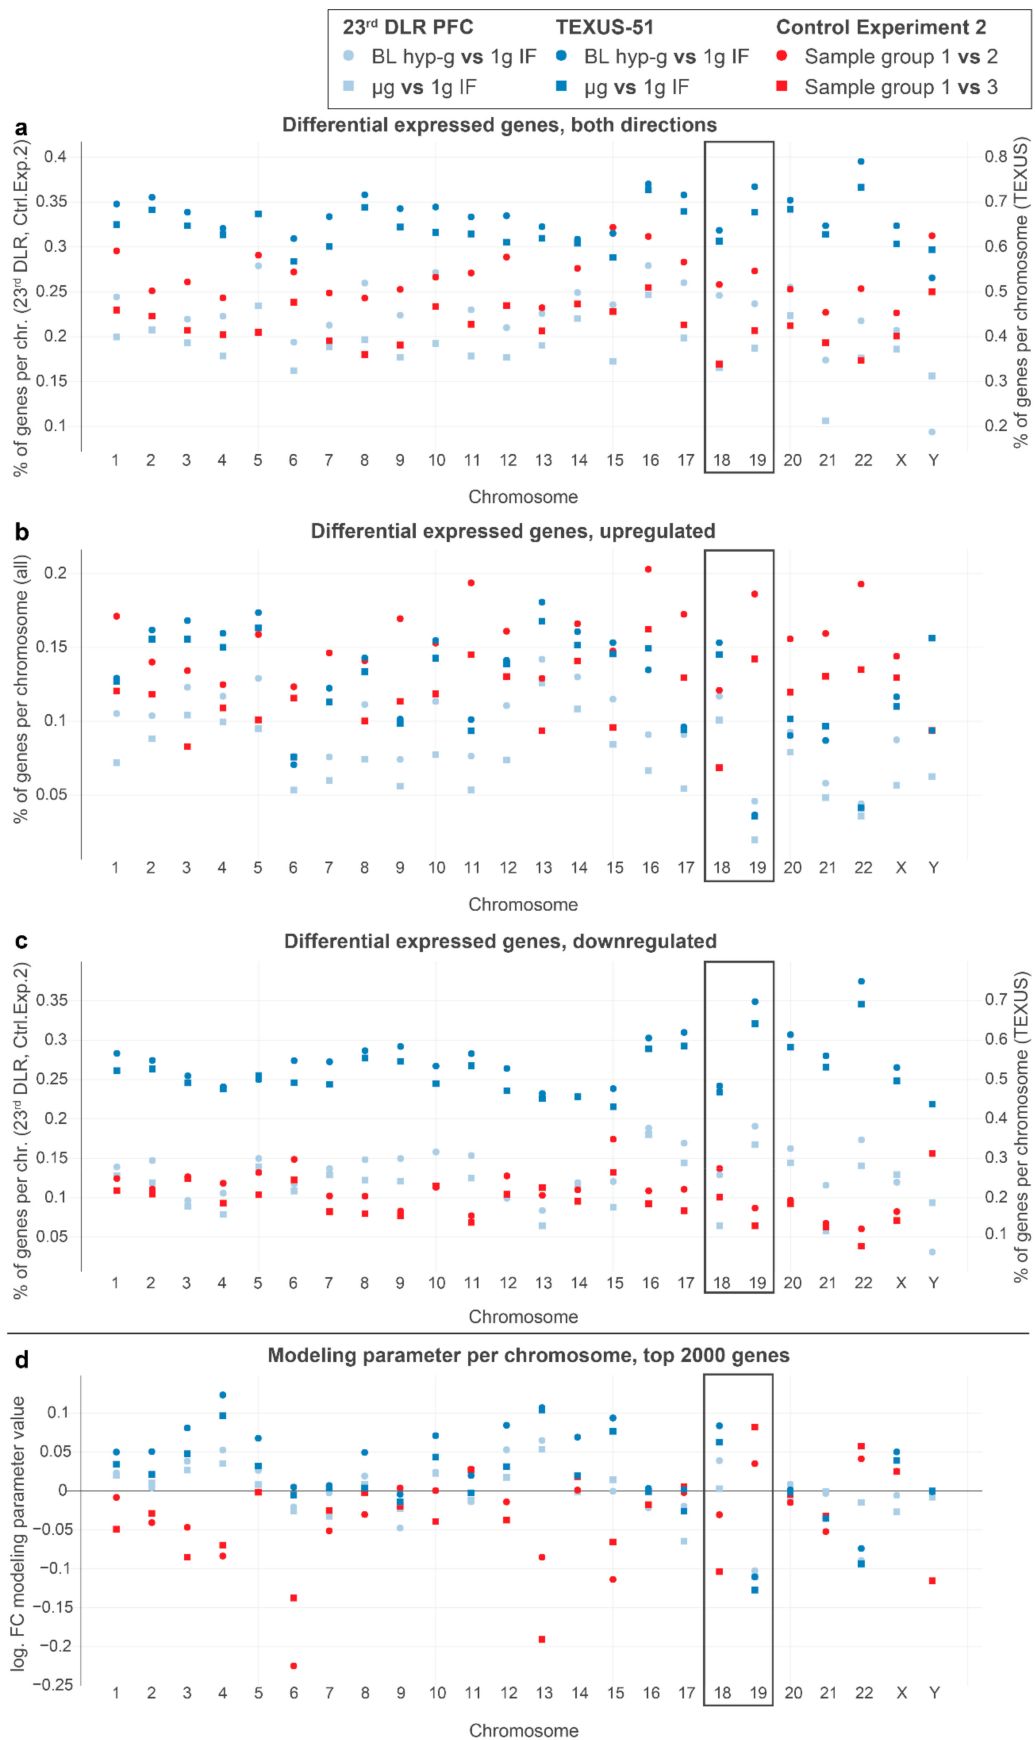 23rd DLR PFC TEXUS-51 Control Experiment 2
BL hyp-g vs 1g IF BL hyp-g vs 1g IF Sample group 1 vs 2
µg vs 1g IF µg vs 1g IF Sample group 1 vs 3
a Differential expressed genes, both directions
% of genes per chr. (23rd DLR, Ctrl.Exp.2)
0.4 0.8
0.35 0.7
0.3 0.6
0.25 0.5
0.2 0.4
0.15 0.3
0.1 0.2
% of genes per chromosome (TEXUS)
1 2 3 4 5 6 7 8 9 10 11 12 13 14 15 16 17 18 19 20 21 22 X Y
Chromosome
b Differential expressed genes, upregulated
% of genes per chromosome (all)
0.2
0.15
0.1
0.05
1 2 3 4 5 6 7 8 9 10 11 12 13 14 15 16 17 18 19 20 21 22 X Y
Chromosome
c Differential expressed genes, downregulated
% of genes per chr. (23rd DLR, Ctrl.Exp.2)
0.35 0.7
0.3 0.6
0.25 0.5
0.2 0.4
0.15 0.3
0.1 0.2
0.05 0.1
% of genes per chromosome (TEXUS)
1 2 3 4 5 6 7 8 9 10 11 12 13 14 15 16 17 18 19 20 21 22 X Y
Chromosome
d Modeling parameter per chromosome, top 2000 genes
log. FC modeling parameter value
0.1
0.05
0
−0.05
−0.1
−0.15
−0.2
−0.25
1 2 3 4 5 6 7 8 9 10 11 12 13 14 15 16 17 18 19 20 21 22 X Y
Chromosome